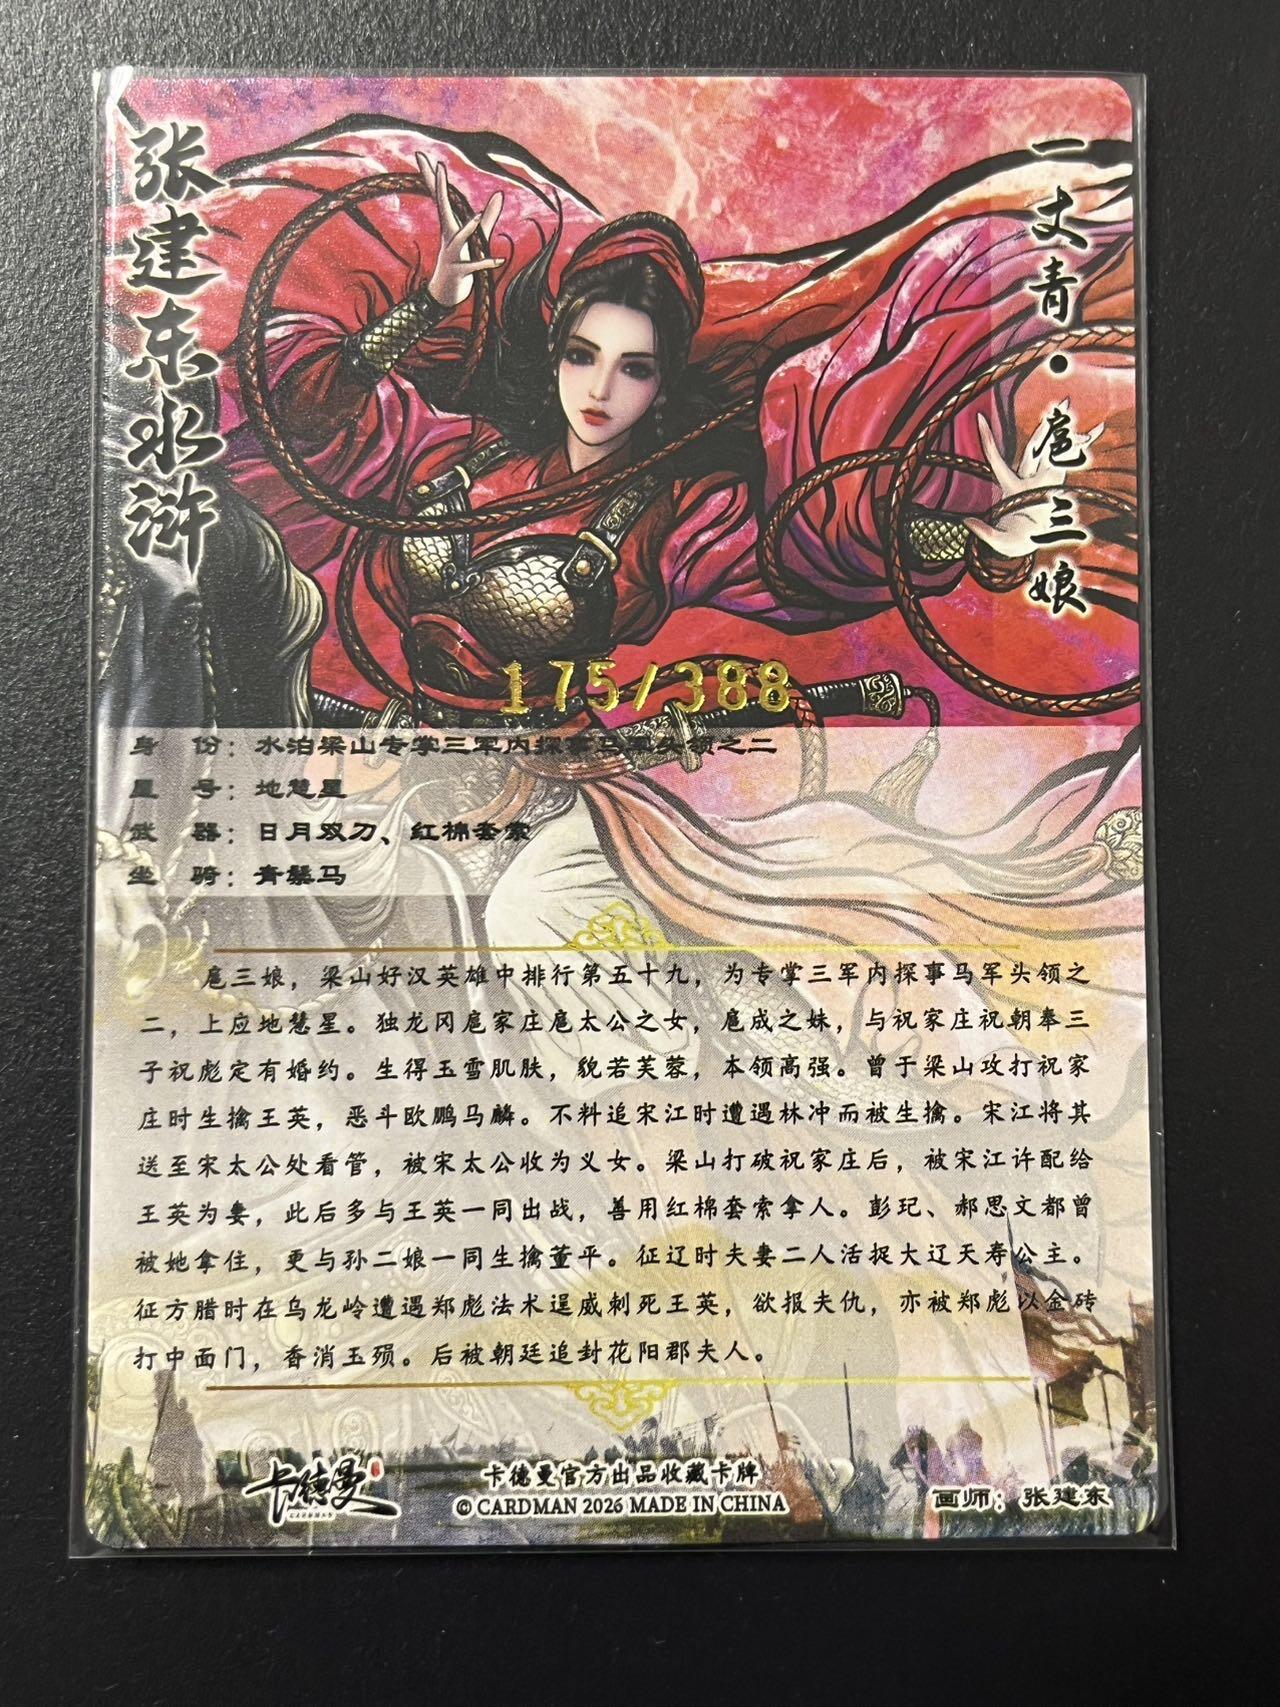 张建东水浒
一丈青·扈三娘
175/388
身 份：水泊梁山专掌三军内探事马军头领之二
星 号：地慧星
武 器：日月双刀、红棉套索
坐 骑：青鬃马
扈三娘，梁山好汉英雄中排行第五十九，为专掌三军内探事马军头领之
二，上应地慧星。独龙冈扈家庄扈太公之女，扈成之妹，与祝家庄祝朝奉三
子祝彪定有婚约。生得玉雪肌肤，貌若芙蓉，本领高强。曾于梁山攻打祝家
庄时生擒王英，恶斗欧鹏马麟。不料追宋江时遭遇林冲而被生擒。宋江将其
送至宋太公处看管，被宋太公收为义女。梁山打破祝家庄后，被宋江许配给
王英为妻，此后多与王英一同出战，善用红棉套索拿人。彭玘、郝思文都曾
被她拿住，更与孙二娘一同生擒董平。征辽时夫妻二人活捉大辽天寿公主。
征方腊时在乌龙岭遭遇郑彪法术逞威刺死王英，欲报夫仇，亦被郑彪以金砖
打中面门，香消玉殒。后被朝廷追封花阳郡夫人。
卡德曼
CARDMAN
卡德曼官方出品收藏卡牌
© CARDMAN 2026 MADE IN CHINA
画师：张建东